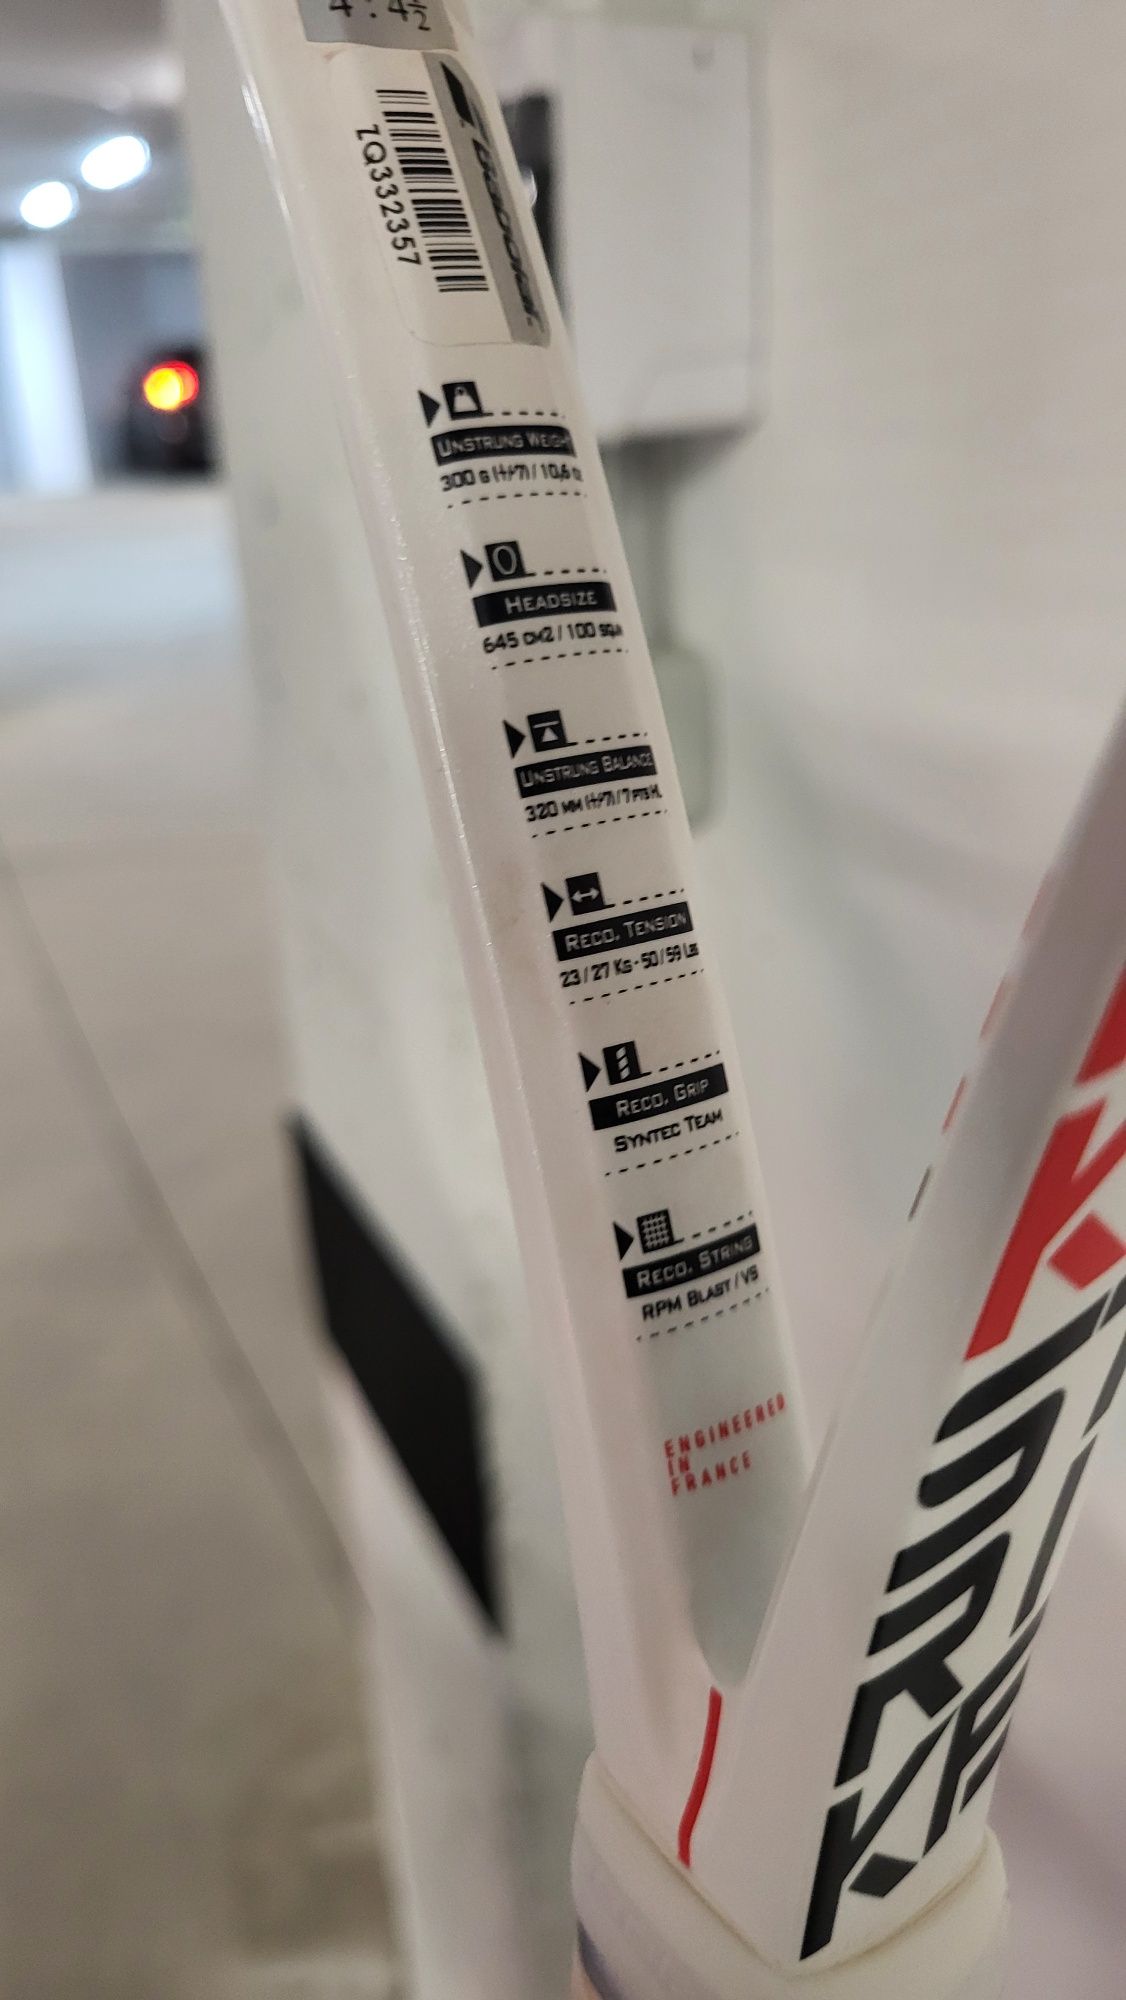 4 : 4½
Babolat
ZQ332357
UNSTRUNG WEIGHT
300 G (+/-7) / 10,6 OZ
HEADSIZE
645 CM2 / 100 SQ.IN
UNSTRUNG BALANCE
320 MM (+/-7) / 7 PTS HL
RECO. TENSION
23 / 27 KG - 50 / 59 LBS
RECO. GRIP
SYNTEC TEAM
RECO. STRING
RPM BLAST / VS
ENGINEERED
IN
FRANCE